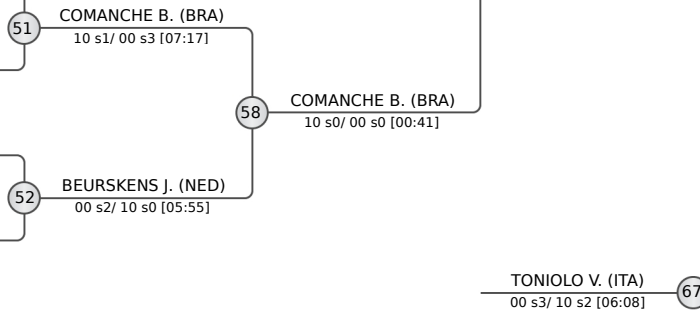 51
COMANCHE B. (BRA)
10 s1/ 00 s3 [07:17]
58
COMANCHE B. (BRA)
10 s0/ 00 s0 [00:41]
52
BEURSKENS J. (NED)
00 s2/ 10 s0 [05:55]
TONIOLO V. (ITA)
00 s3/ 10 s2 [06:08]
67